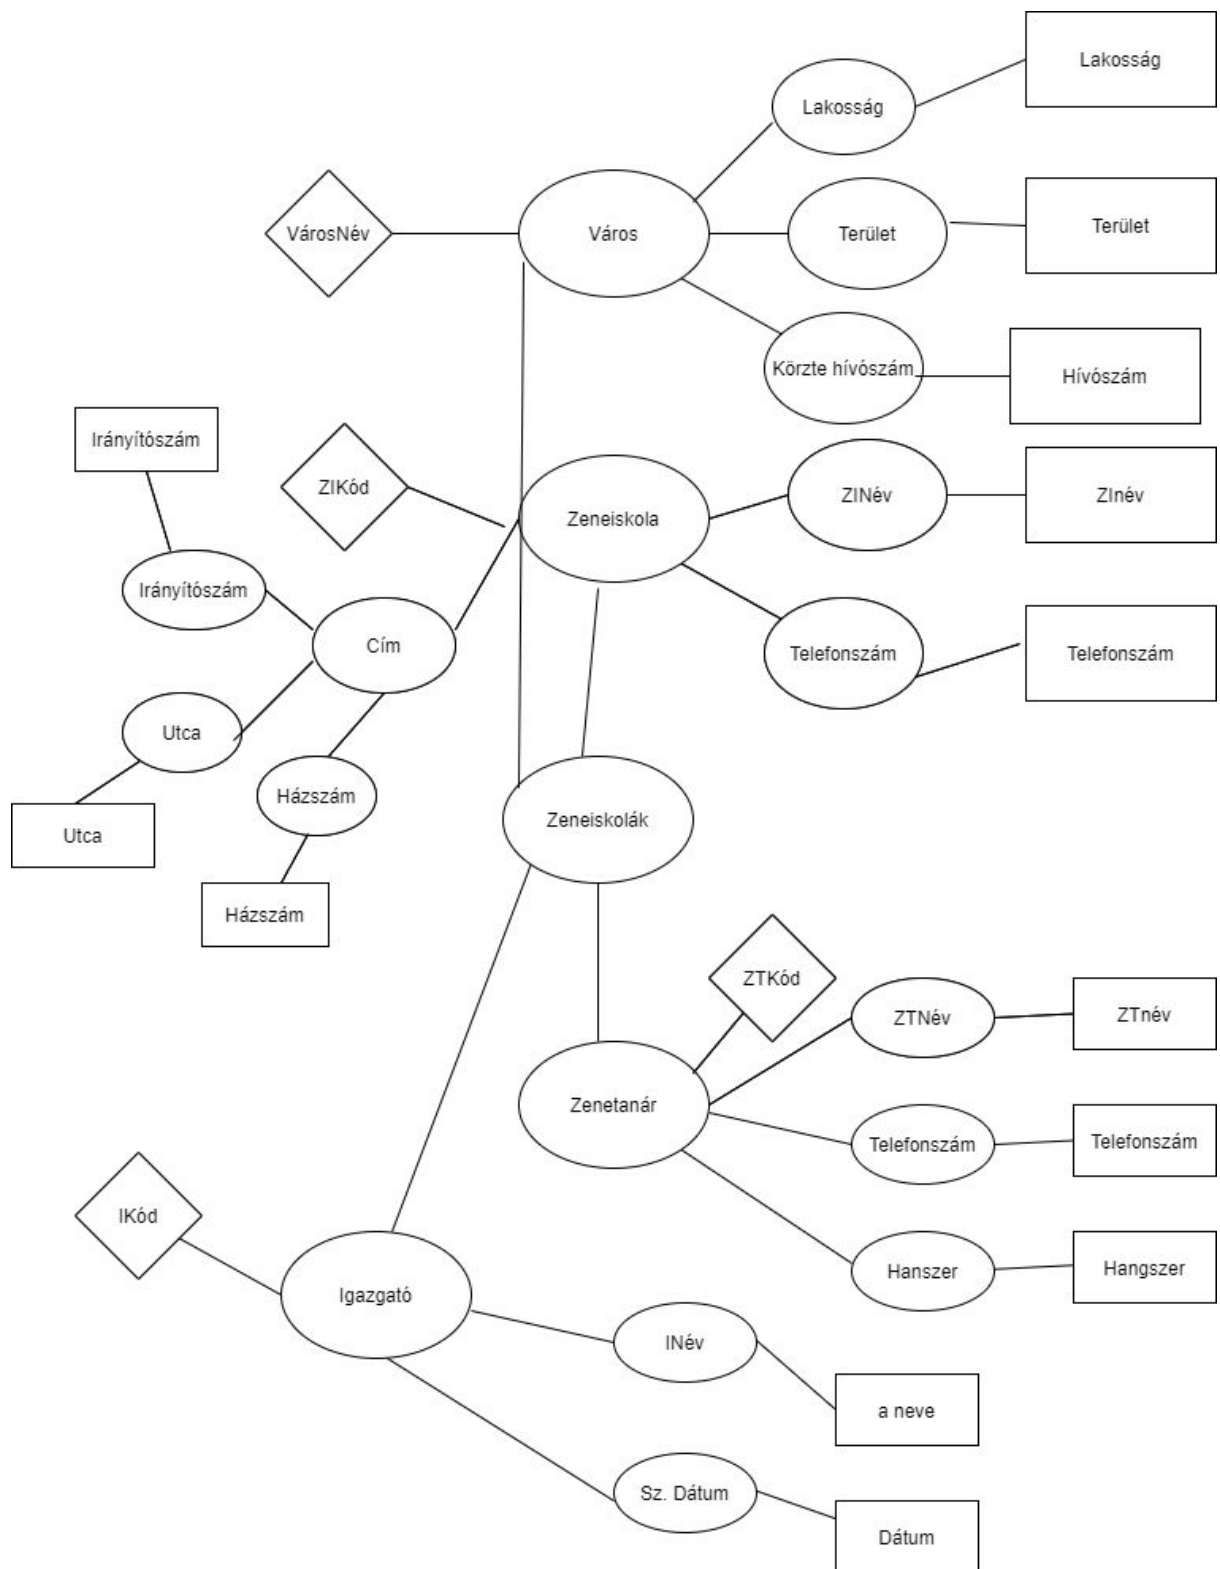 Lakosság
Lakosság
VárosNév
Város
Terület
Terület
Körzte hívószám
Hívószám
Irányítószám
ZIKód
Zeneiskola
ZINév
ZInév
Irányítószám
Cím
Telefonszám
Telefonszám
Utca
Házszám
Utca
Zeneiskolák
Házszám
ZTKód
ZTNév
ZTnév
Zenetanár
Telefonszám
Telefonszám
IKód
Hanszer
Hangszer
Igazgató
INév
a neve
Sz. Dátum
Dátum